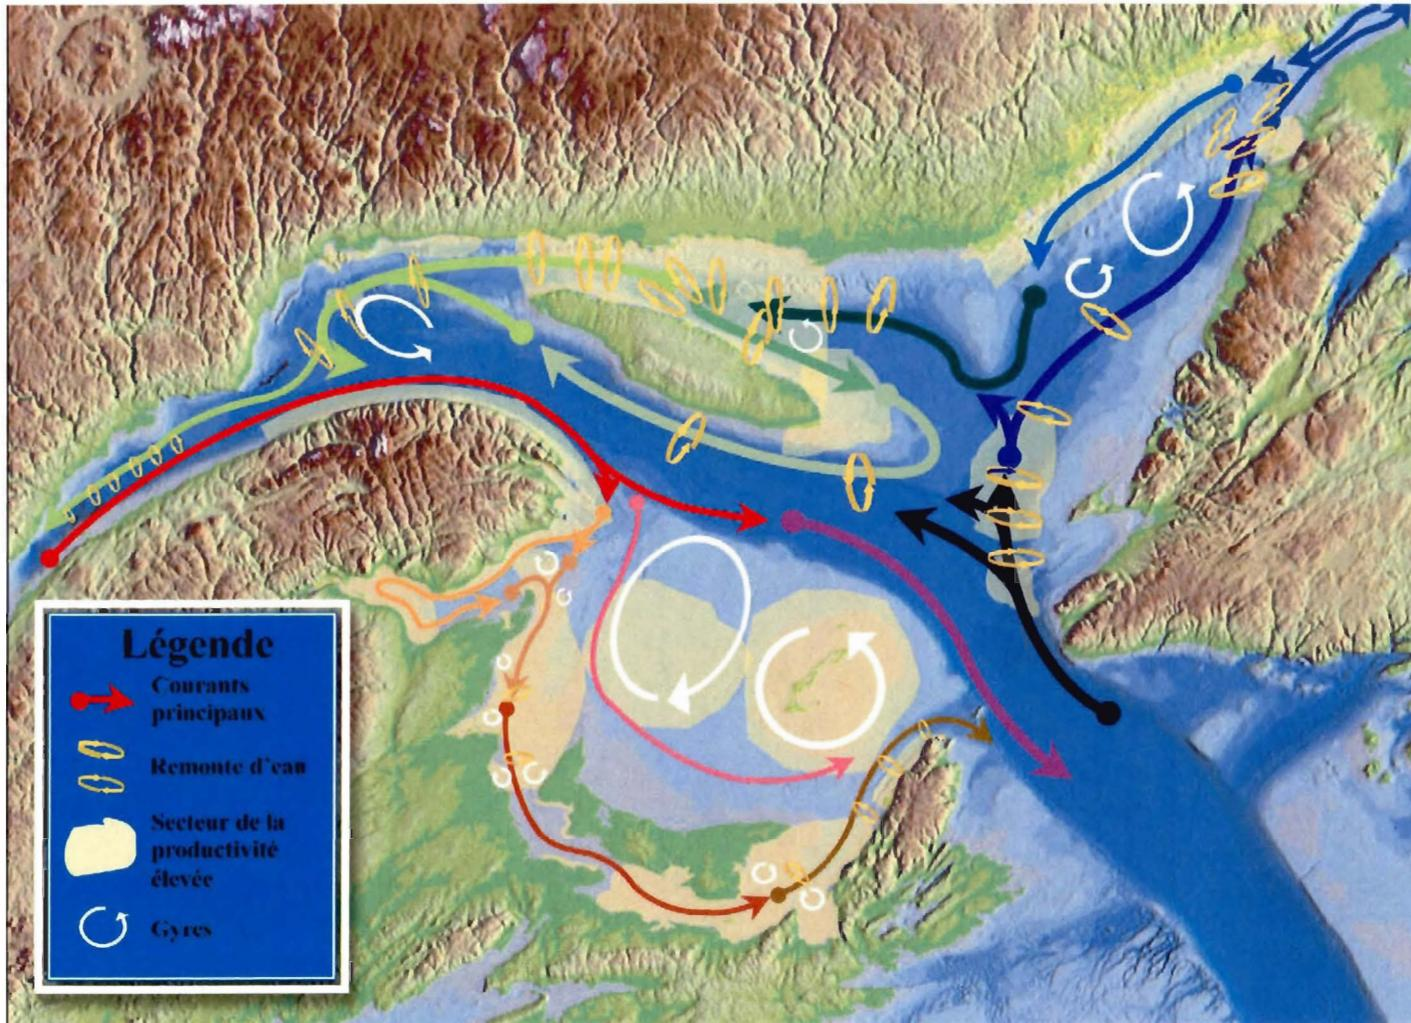 Légende
Courants
principaux
Remonte d'eau
Secteur de la
productivité
élevée
Gyres